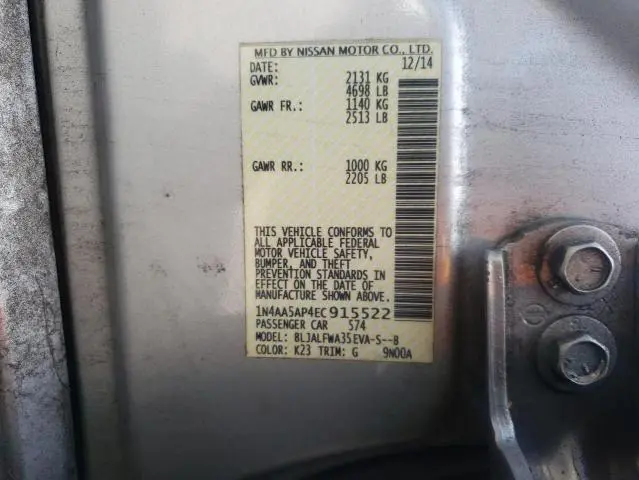 MFD BY NISSAN MOTOR CO., LTD.
DATE: 12/14
GVWR: 2131 KG
4698 LB
GAWR FR.: 1140 KG
2513 LB
GAWR RR.: 1000 KG
2205 LB
THIS VEHICLE CONFORMS TO
ALL APPLICABLE FEDERAL
MOTOR VEHICLE SAFETY,
BUMPER, AND THEFT
PREVENTION STANDARDS IN
EFFECT ON THE DATE OF
MANUFACTURE SHOWN ABOVE.
1N4AA5AP4EC915522
PASSENGER CAR 574
MODEL: BLJALFWA35EVA-S--B
COLOR: K23 TRIM: G 9N00A